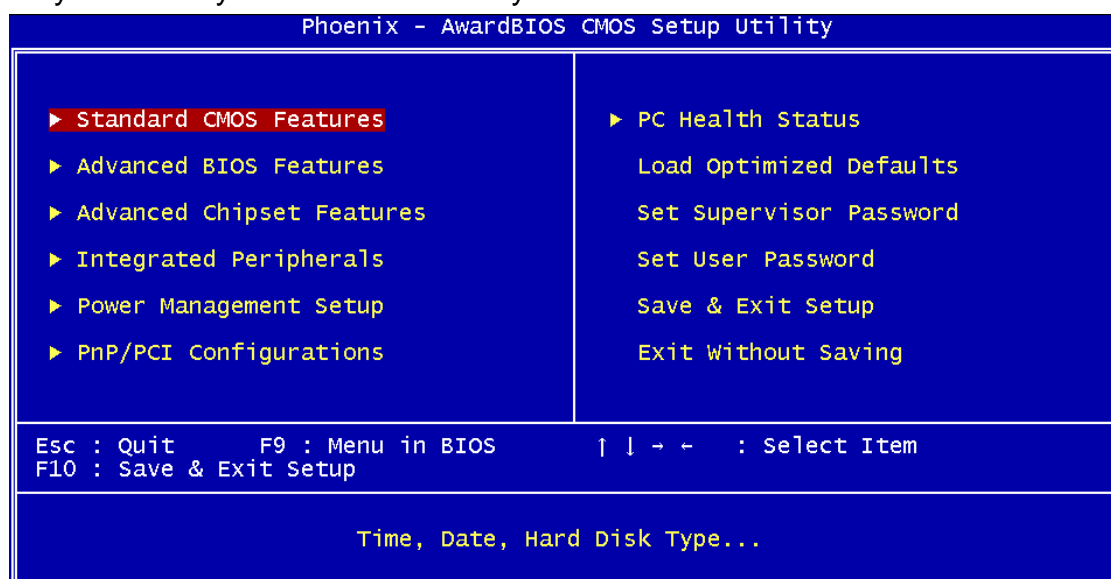 Phoenix - AwardBIOS CMOS Setup Utility
▶ Standard CMOS Features
▶ Advanced BIOS Features
▶ Advanced Chipset Features
▶ Integrated Peripherals
▶ Power Management Setup
▶ PnP/PCI Configurations
▶ PC Health Status
Load Optimized Defaults
Set Supervisor Password
Set User Password
Save & Exit Setup
Exit Without Saving
Esc : Quit F9 : Menu in BIOS ↑ ↓ → ← : Select Item
F10 : Save & Exit Setup
Time, Date, Hard Disk Type...